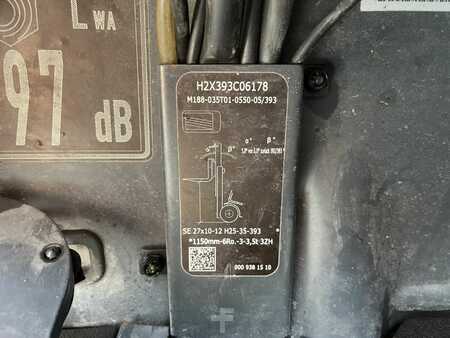 LWA
97 dB
H2X393C06178
M188-035T01-0550-05/393
α° β°
α° β°
SE 27x10-12 H25-35-393
*1150mm-6Ro.-3-3,5t 3ZH
000 938 15 10